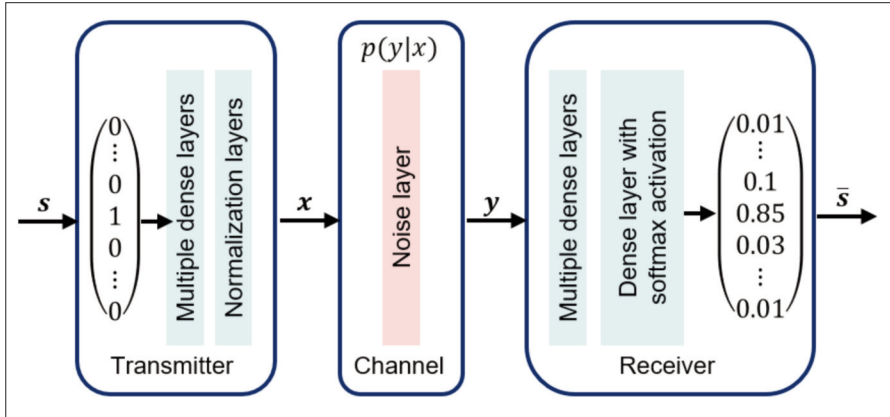 s
(0
⋮
0
1
0
⋮
0)
Multiple dense layers
Normalization layers
Transmitter
x
p(y|x)
Noise layer
Channel
y
Multiple dense layers
Dense layer with
softmax activation
(0.01
⋮
0.1
0.85
0.03
⋮
0.01)
Receiver
s̄